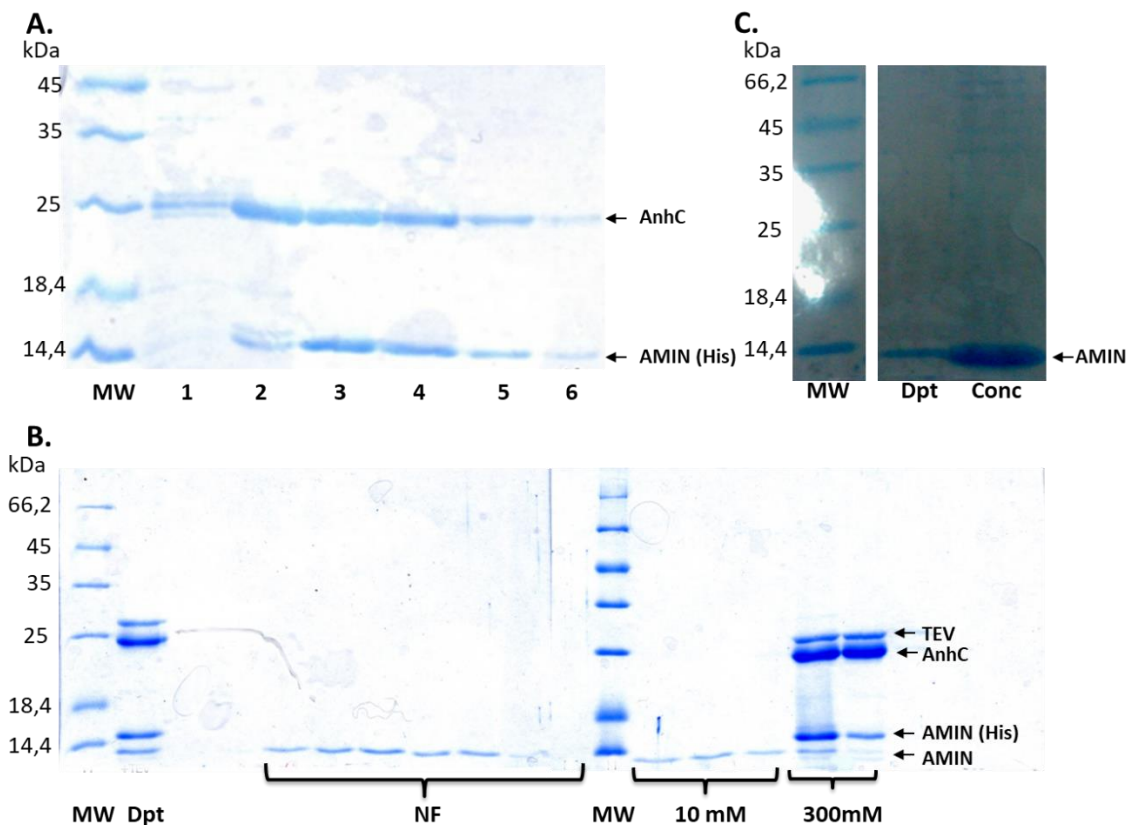 A.
kDa
45
35
25
18,4
14,4
AnhC
AMIN (His)
MW 1 2 3 4 5 6
C.
kDa
66,2
45
35
25
18,4
14,4
AMIN
MW Dpt Conc
B.
kDa
66,2
45
35
25
18,4
14,4
TEV
AnhC
AMIN (His)
AMIN
MW Dpt NF MW 10 mM 300mM